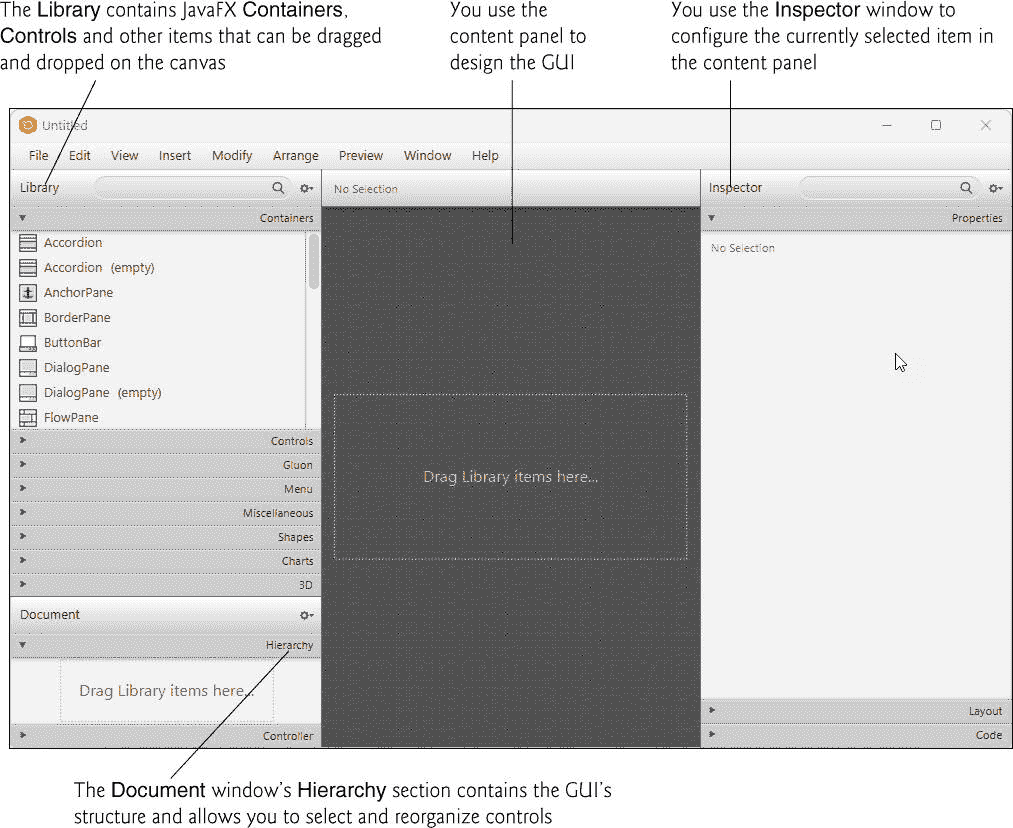 The Library contains JavaFX Containers,
Controls and other items that can be dragged
and dropped on the canvas
You use the
content panel to
design the GUI
You use the Inspector window to
configure the currently selected item in
the content panel
Untitled
File Edit View Insert Modify Arrange Preview Window Help
Library
No Selection
Inspector
Containers
Properties
Accordion
Accordion (empty)
AnchorPane
BorderPane
ButtonBar
DialogPane
DialogPane (empty)
FlowPane
Controls
Gluon
Menu
Miscellaneous
Shapes
Charts
3D
Document
Hierarchy
Drag Library items here...
Controller
Drag Library items here...
No Selection
Layout
Code
The Document window's Hierarchy section contains the GUI's
structure and allows you to select and reorganize controls